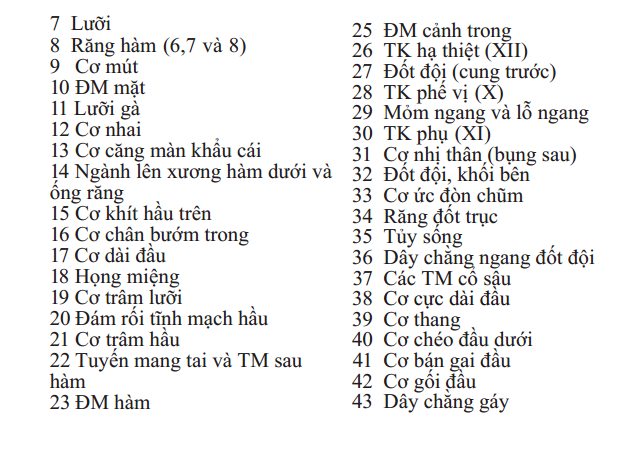 7 Lưỡi
8 Răng hàm (6,7 và 8)
9 Cơ mút
10 ĐM mặt
11 Lưỡi gà
12 Cơ nhai
13 Cơ căng màn khẩu cái
14 Ngành lên xương hàm dưới và
ống răng
15 Cơ khít hầu trên
16 Cơ chân bướm trong
17 Cơ dài đầu
18 Họng miệng
19 Cơ trâm lưỡi
20 Đám rối tĩnh mạch hầu
21 Cơ trâm hầu
22 Tuyến mang tai và TM sau
hàm
23 ĐM hàm
25 ĐM cảnh trong
26 TK hạ thiệt (XII)
27 Đốt đội (cung trước)
28 TK phế vị (X)
29 Mỏm ngang và lỗ ngang
30 TK phụ (XI)
31 Cơ nhị thân (bụng sau)
32 Đốt đội, khối bên
33 Cơ ức đòn chũm
34 Răng đốt trục
35 Tủy sống
36 Dây chằng ngang đốt đội
37 Các TM cổ sâu
38 Cơ cực dài đầu
39 Cơ thang
40 Cơ chéo đầu dưới
41 Cơ bán gai đầu
42 Cơ gối đầu
43 Dây chằng gáy